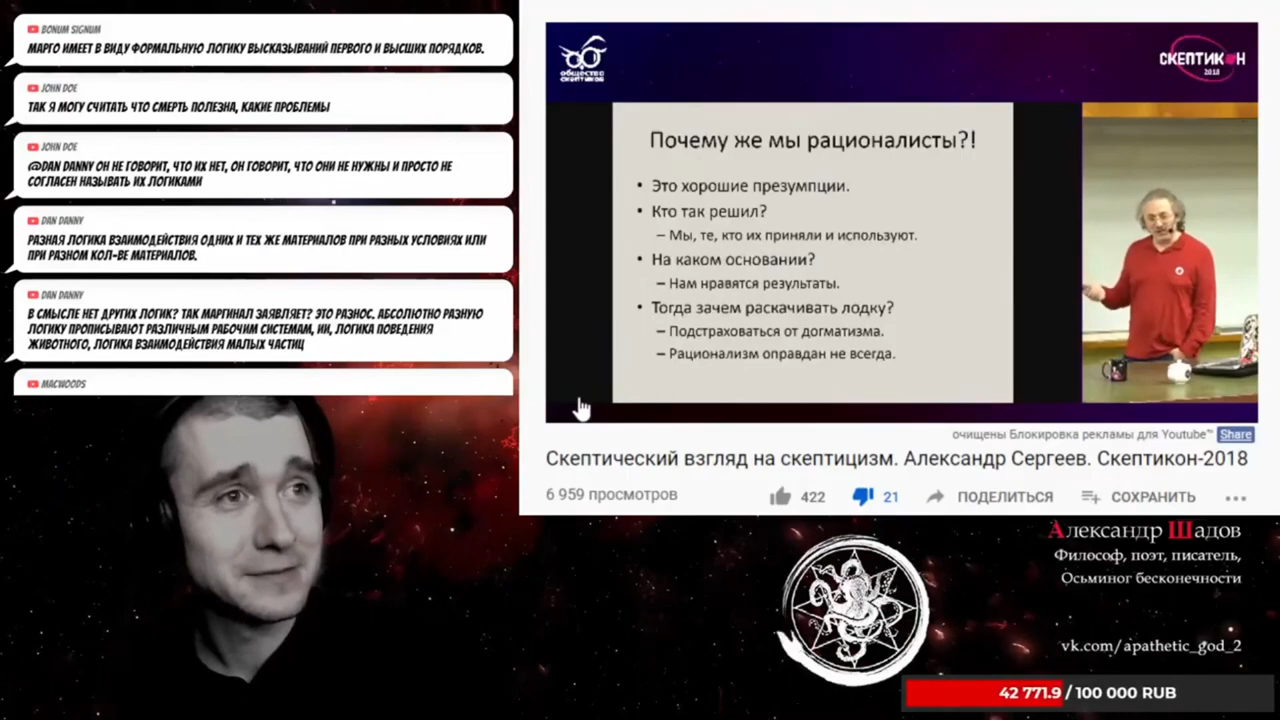 BONUM SIGNUM
МАРГО ИМЕЕТ В ВИДУ ФОРМАЛЬНУЮ ЛОГИКУ ВЫСКАЗЫВАНИЙ ПЕРВОГО И ВЫСШИХ ПОРЯДКОВ.
JOHN DOE
ТАК Я МОГУ СЧИТАТЬ ЧТО СМЕРТЬ ПОЛЕЗНА, КАКИЕ ПРОБЛЕМЫ
JOHN DOE
@DAN DANNY ОН НЕ ГОВОРИТ, ЧТО ИХ НЕТ, ОН ГОВОРИТ, ЧТО ОНИ НЕ НУЖНЫ И ПРОСТО НЕ
СОГЛАСЕН НАЗЫВАТЬ ИХ ЛОГИКАМИ
DAN DANNY
РАЗНАЯ ЛОГИКА ВЗАИМОДЕЙСТВИЯ ОДНИХ И ТЕХ ЖЕ МАТЕРИАЛОВ ПРИ РАЗНЫХ УСЛОВИЯХ ИЛИ
ПРИ РАЗНОМ КОЛ-ВЕ МАТЕРИАЛОВ.
DAN DANNY
В СМЫСЛЕ НЕТ ДРУГИХ ЛОГИК? ТАК МАРГИНАЛ ЗАЯВЛЯЕТ? ЭТО РАЗНОС. АБСОЛЮТНО РАЗНУЮ
ЛОГИКУ ПРОПИСЫВАЮТ РАЗЛИЧНЫМ РАБОЧИМ СИСТЕМАМ, ИИ, ЛОГИКА ПОВЕДЕНИЯ
ЖИВОТНОГО, ЛОГИКА ВЗАИМОДЕЙСТВИЯ МАЛЫХ ЧАСТИЦ
MACWOODS
общество
скептиков
СКЕПТИКОН
2018
Почему же мы рационалисты?!
• Это хорошие презумпции.
• Кто так решил?
– Мы, те, кто их приняли и используют.
• На каком основании?
– Нам нравятся результаты.
• Тогда зачем раскачивать лодку?
– Подстраховаться от догматизма.
– Рационализм оправдан не всегда.
очищены Блокировка рекламы для Youtube™ Share
Скептический взгляд на скептицизм. Александр Сергеев. Скептикон-2018
6 959 просмотров 422 21 ПОДЕЛИТЬСЯ СОХРАНИТЬ
Александр Шадов
Философ, поэт, писатель,
Осьминог бесконечности
vk.com/apathetic_god_2
42 771.9 / 100 000 RUB